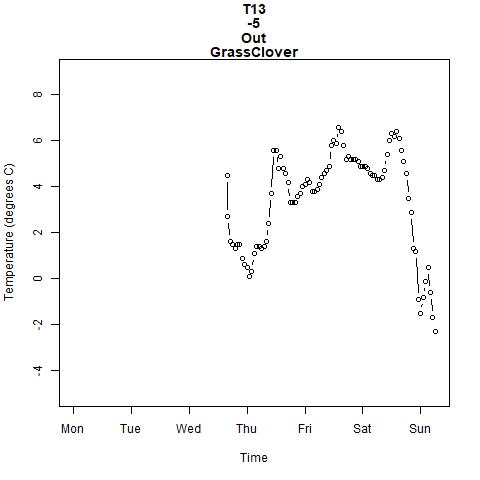 T13
-5
Out
GrassClover
Temperature (degrees C)
8
6
4
2
0
-2
-4
Mon Tue Wed Thu Fri Sat Sun
Time